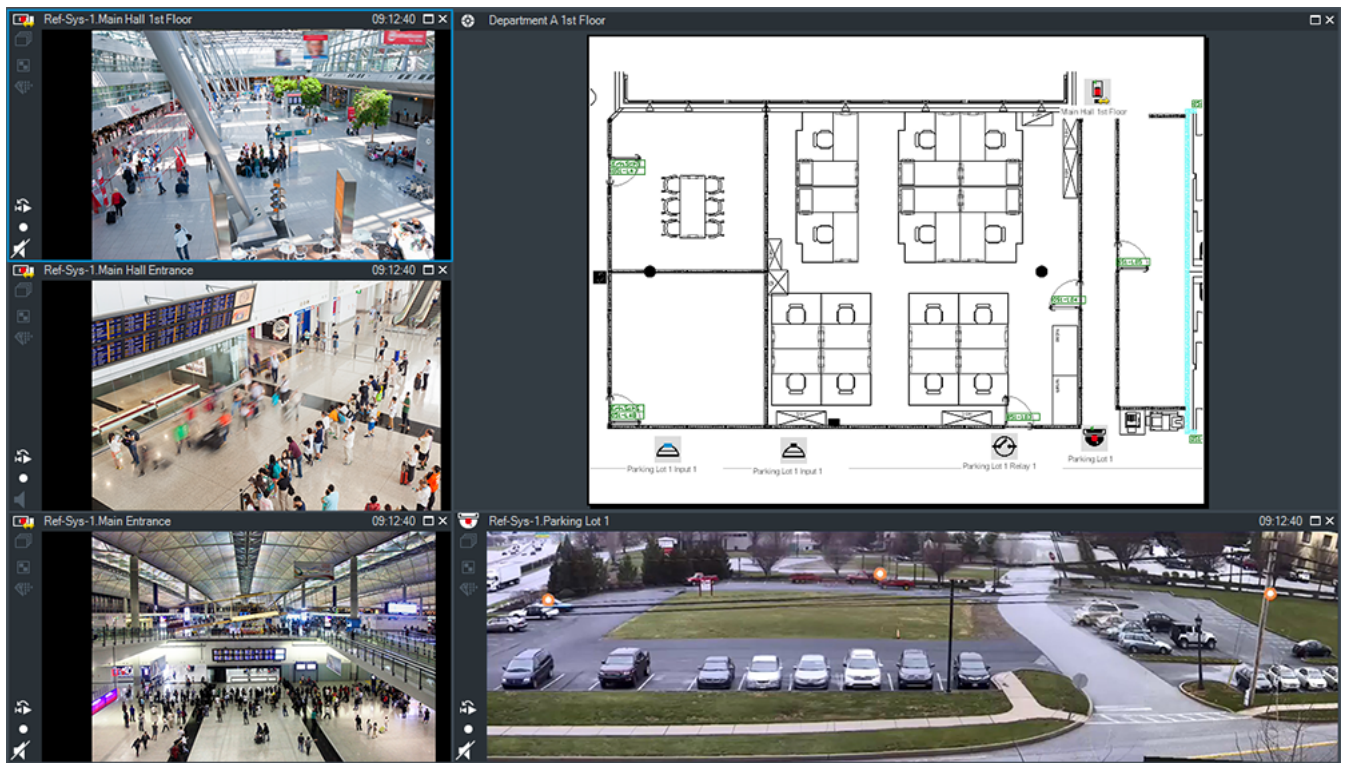 Ref-Sys-1.Main Hall 1st Floor 09:12:40
Department A 1st Floor
Main Hall 1st Floor
Ref-Sys-1.Main Hall Entrance 09:12:40
Parking Lot 1 Input 1
Parking Lot 1 Input 1
Parking Lot 1 Relay 1
Parking Lot 1
Ref-Sys-1.Main Entrance 09:12:40
Ref-Sys-1.Parking Lot 1 09:12:40